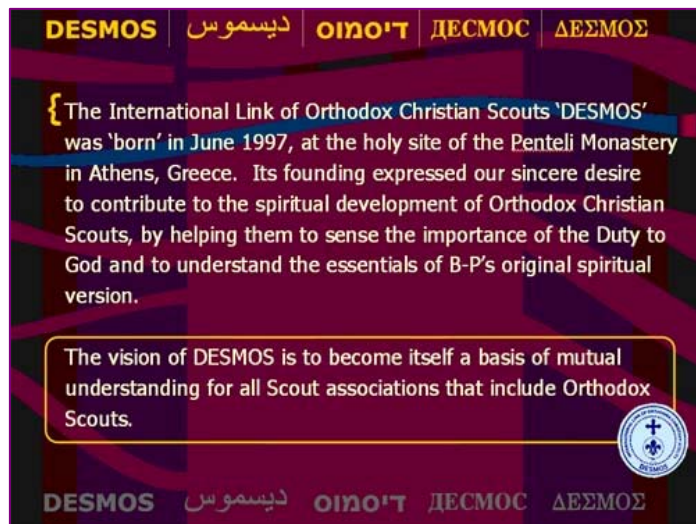 DESMOS ديسموس דיסמוס ДЕСМОС ΔΕΣΜΟΣ
{The International Link of Orthodox Christian Scouts ‘DESMOS’
was ‘born’ in June 1997, at the holy site of the Penteli Monastery
in Athens, Greece. Its founding expressed our sincere desire
to contribute to the spiritual development of Orthodox Christian
Scouts, by helping them to sense the importance of the Duty to
God and to understand the essentials of B-P’s original spiritual
version.
The vision of DESMOS is to become itself a basis of mutual
understanding for all Scout associations that include Orthodox
Scouts.
DESMOS
DESMOS ديسموس דיסמוס ДЕСМОС ΔΕΣΜΟΣ